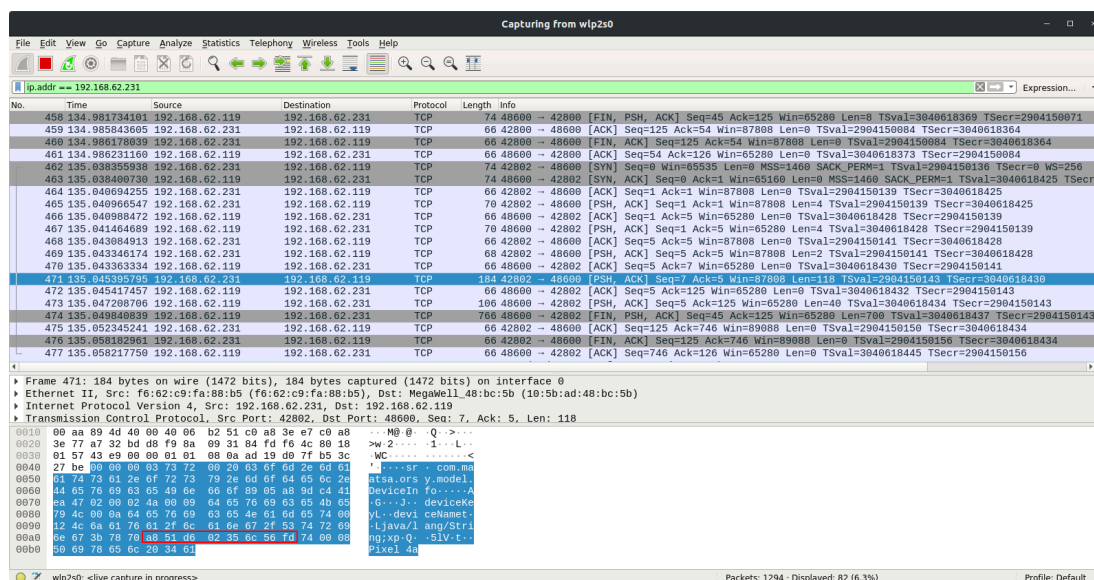 Capturing from wlp2s0
File Edit View Go Capture Analyze Statistics Telephony Wireless Tools Help
ip.addr == 192.168.62.231
Expression...
No. Time Source Destination Protocol Length Info
458 134.981734101 192.168.62.119 192.168.62.231 TCP 74 48600 → 42800 [FIN, PSH, ACK] Seq=45 Ack=125 Win=65280 Len=8 TSval=3040618369 TSecr=2904150071
459 134.985843605 192.168.62.231 192.168.62.119 TCP 66 42800 → 48600 [ACK] Seq=125 Ack=54 Win=87808 Len=0 TSval=2904150084 TSecr=3040618364
460 134.986178039 192.168.62.231 192.168.62.119 TCP 66 42800 → 48600 [FIN, ACK] Seq=125 Ack=54 Win=87808 Len=0 TSval=2904150084 TSecr=3040618364
461 134.986231160 192.168.62.119 192.168.62.231 TCP 66 48600 → 42800 [ACK] Seq=54 Ack=126 Win=65280 Len=0 TSval=3040618373 TSecr=2904150084
462 135.038355938 192.168.62.231 192.168.62.119 TCP 74 42802 → 48600 [SYN] Seq=0 Win=65535 Len=0 MSS=1460 SACK_PERM=1 TSval=2904150136 TSecr=0 WS=256
463 135.038400730 192.168.62.119 192.168.62.231 TCP 74 48600 → 42802 [SYN, ACK] Seq=0 Ack=1 Win=65160 Len=0 MSS=1460 SACK_PERM=1 TSval=3040618425 TSecr
464 135.040694255 192.168.62.231 192.168.62.119 TCP 66 42802 → 48600 [ACK] Seq=1 Ack=1 Win=87808 Len=0 TSval=2904150139 TSecr=3040618425
465 135.040966547 192.168.62.231 192.168.62.119 TCP 70 42802 → 48600 [PSH, ACK] Seq=1 Ack=1 Win=87808 Len=4 TSval=2904150139 TSecr=3040618425
466 135.040988472 192.168.62.119 192.168.62.231 TCP 66 48600 → 42802 [ACK] Seq=1 Ack=5 Win=65280 Len=0 TSval=3040618428 TSecr=2904150139
467 135.041464689 192.168.62.119 192.168.62.231 TCP 70 48600 → 42802 [PSH, ACK] Seq=1 Ack=5 Win=65280 Len=4 TSval=3040618428 TSecr=2904150139
468 135.043084913 192.168.62.231 192.168.62.119 TCP 66 42802 → 48600 [ACK] Seq=5 Ack=5 Win=87808 Len=0 TSval=2904150141 TSecr=3040618428
469 135.043346174 192.168.62.231 192.168.62.119 TCP 68 42802 → 48600 [PSH, ACK] Seq=5 Ack=5 Win=87808 Len=2 TSval=2904150141 TSecr=3040618428
470 135.043363334 192.168.62.119 192.168.62.231 TCP 66 48600 → 42802 [ACK] Seq=5 Ack=7 Win=65280 Len=0 TSval=3040618430 TSecr=2904150141
471 135.045395795 192.168.62.231 192.168.62.119 TCP 184 42802 → 48600 [PSH, ACK] Seq=7 Ack=5 Win=87808 Len=118 TSval=2904150143 TSecr=3040618430
472 135.045417457 192.168.62.119 192.168.62.231 TCP 66 48600 → 42802 [ACK] Seq=5 Ack=125 Win=65280 Len=0 TSval=3040618432 TSecr=2904150143
473 135.047208706 192.168.62.119 192.168.62.231 TCP 106 48600 → 42802 [PSH, ACK] Seq=5 Ack=125 Win=65280 Len=40 TSval=3040618434 TSecr=2904150143
474 135.049840839 192.168.62.119 192.168.62.231 TCP 766 48600 → 42802 [FIN, PSH, ACK] Seq=45 Ack=125 Win=65280 Len=700 TSval=3040618437 TSecr=2904150143
475 135.052345241 192.168.62.231 192.168.62.119 TCP 66 42802 → 48600 [ACK] Seq=125 Ack=746 Win=89088 Len=0 TSval=2904150150 TSecr=3040618434
476 135.058182961 192.168.62.231 192.168.62.119 TCP 66 42802 → 48600 [FIN, ACK] Seq=125 Ack=746 Win=89088 Len=0 TSval=2904150156 TSecr=3040618434
477 135.058217750 192.168.62.119 192.168.62.231 TCP 66 48600 → 42802 [ACK] Seq=746 Ack=126 Win=65280 Len=0 TSval=3040618445 TSecr=2904150156
Frame 471: 184 bytes on wire (1472 bits), 184 bytes captured (1472 bits) on interface 0
Ethernet II, Src: f6:62:c9:fa:88:b5 (f6:62:c9:fa:88:b5), Dst: MegaWell_48:bc:5b (10:5b:ad:48:bc:5b)
Internet Protocol Version 4, Src: 192.168.62.231, Dst: 192.168.62.119
Transmission Control Protocol, Src Port: 42802, Dst Port: 48600, Seq: 7, Ack: 5, Len: 118
0010 00 aa 89 4d 40 00 40 06 b2 51 c0 a8 3e e7 c0 a8 ···M@·@· ·Q··>···
0020 3e 77 a7 32 bd d8 f9 8a 09 31 84 fd f6 4c 80 18 >w·2···· ·1···L··
0030 01 57 43 e9 00 00 01 01 08 0a ad 19 d0 7f b5 3c ·WC····· ·······<
0040 27 be 00 00 00 03 73 72 00 20 63 6f 6d 2e 6d 61 '·····sr · com.ma
0050 61 74 73 61 2e 6f 72 73 79 2e 6d 6f 64 65 6c 2e atsa.ors y.model.
0060 44 65 76 69 63 65 49 6e 66 6f 89 05 a8 9d c4 41 DeviceIn fo·····A
0070 ea 47 02 00 02 4a 00 09 64 65 76 69 63 65 4b 65 ·G···J·· deviceKe
0080 79 4c 00 0a 64 65 76 69 63 65 4e 61 6d 65 74 00 yL··devi ceNamet·
0090 12 4c 6a 61 76 61 2f 6c 61 6e 67 2f 53 74 72 69 ·Ljava/l ang/Stri
00a0 6e 67 3b 78 70 a8 51 d6 02 35 6c 56 fd 74 00 08 ng;xp·Q· ·5lV·t··
00b0 50 69 78 65 6c 20 34 61 Pixel 4a
wlp2s0: <live capture in progress>
Packets: 1294 · Displayed: 82 (6.3%)
Profile: Default